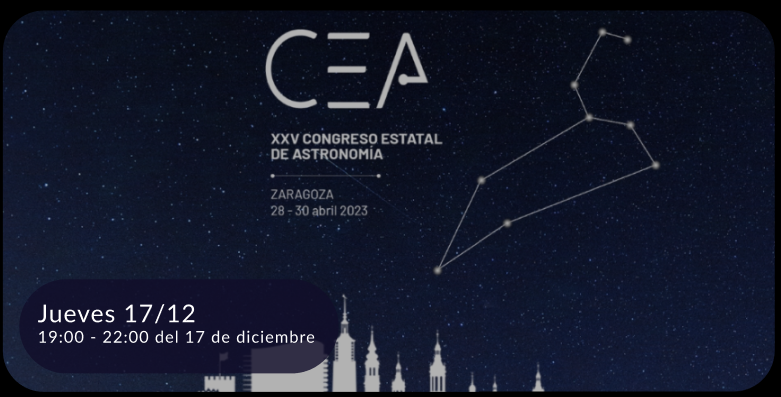 CEA
XXV CONGRESO ESTATAL
DE ASTRONOMÍA
ZARAGOZA
28 - 30 abril 2023
Jueves 17/12
19:00 - 22:00 del 17 de diciembre